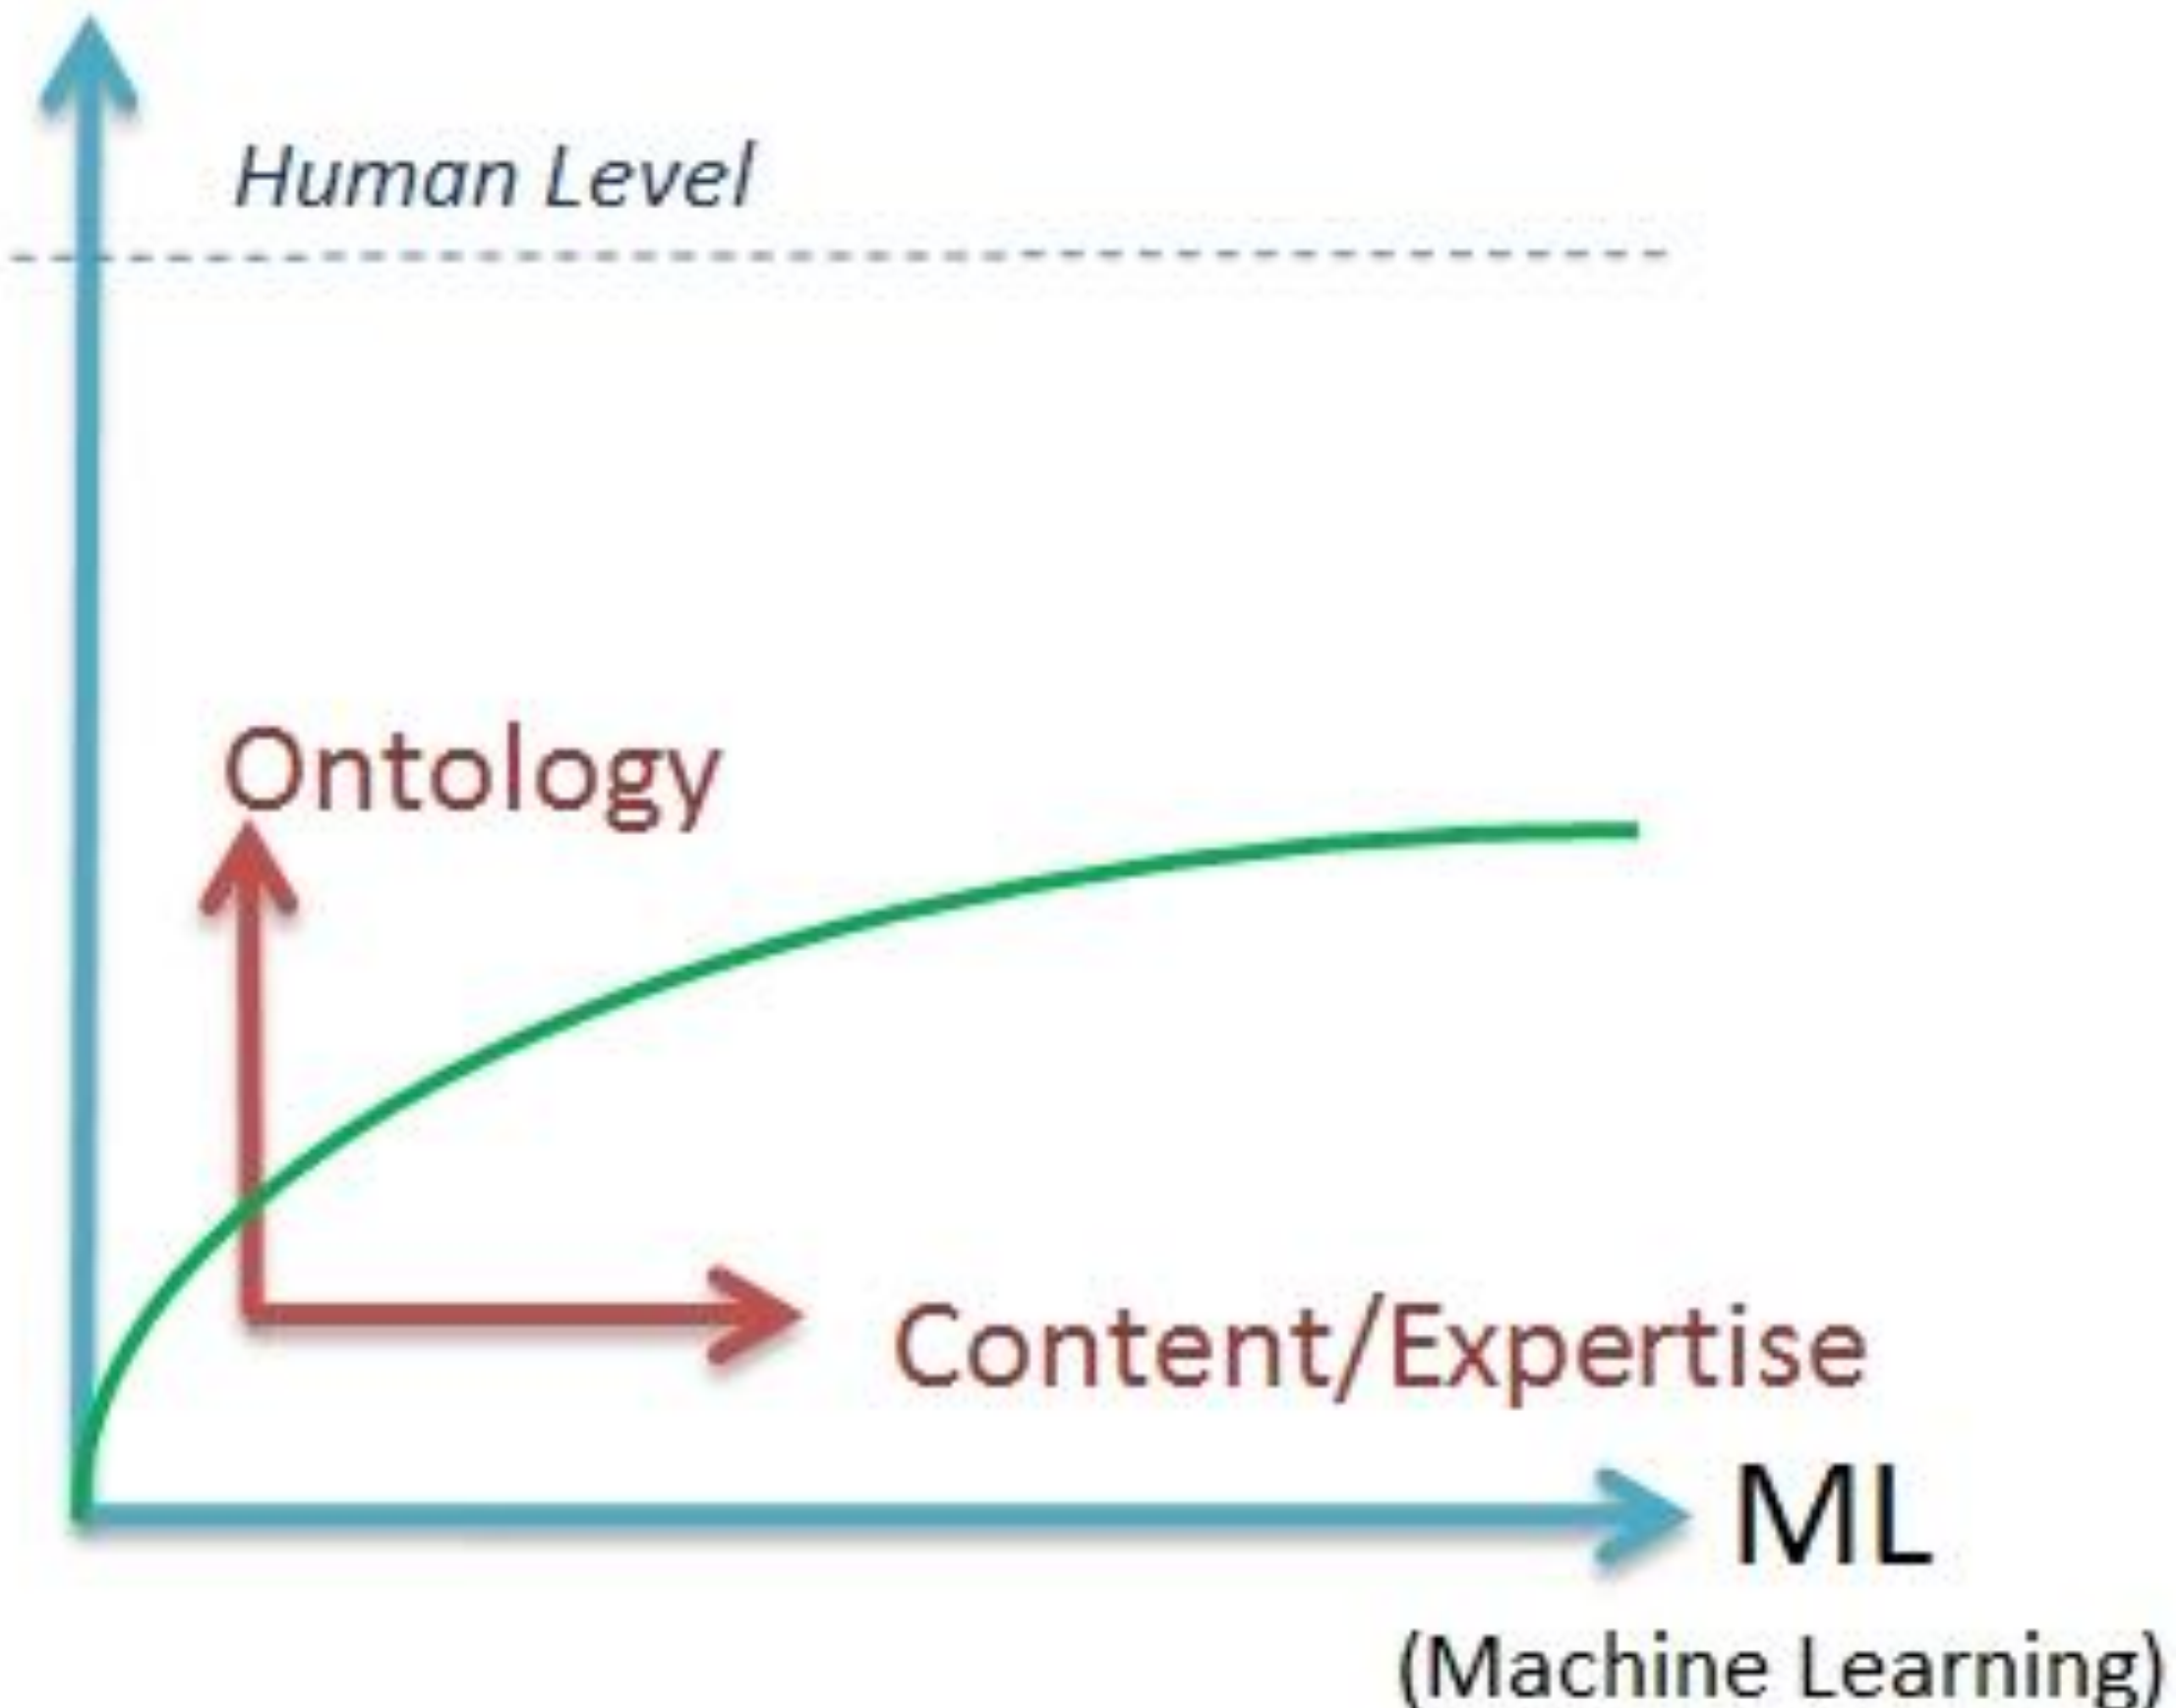 Human Level
Ontology
Content/Expertise
ML
(Machine Learning)